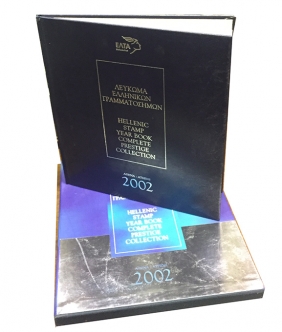 ΕΛΤΑ
ΛΕΥΚΩΜΑ
ΕΛΛΗΝΙΚΩΝ
ΓΡΑΜΜΑΤΟΣΗΜΩΝ
HELLENIC
STAMP
YEAR BOOK
COMPLETE
PRESTIGE
COLLECTION
2002
HELLENIC
STAMP
YEAR BOOK
COMPLETE
PRESTIGE
COLLECTION
2002